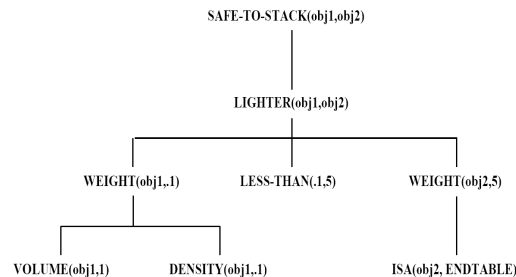 SAFE-TO-STACK(obj1,obj2)
LIGHTER(obj1,obj2)
WEIGHT(obj1,.1) LESS-THAN(.1,5) WEIGHT(obj2,5)
VOLUME(obj1,1) DENSITY(obj1,.1) ISA(obj2, ENDTABLE)